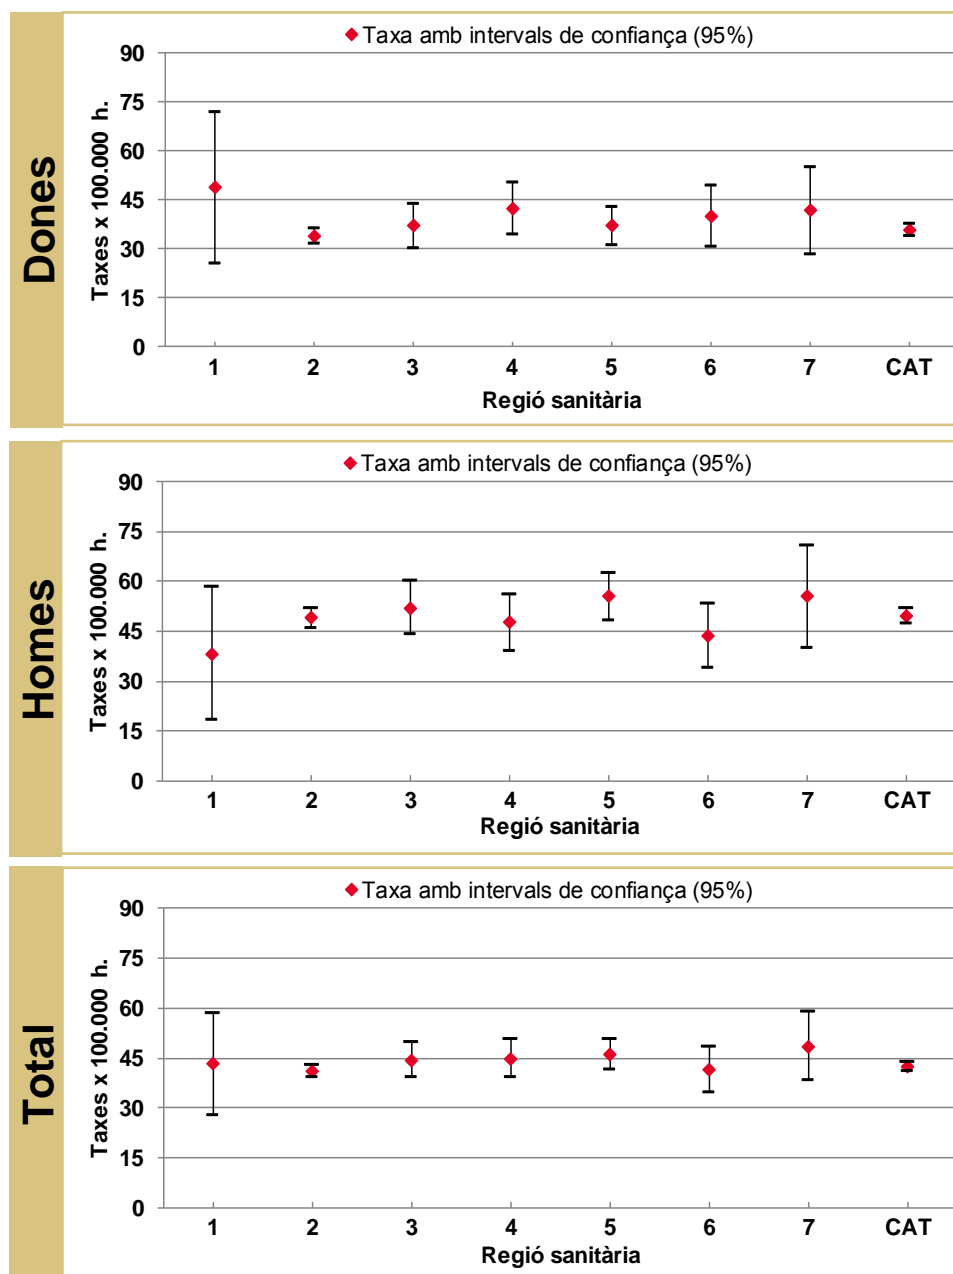 Dones
Taxa amb intervals de confiança (95%)
Taxes x 100.000 h.
90
75
60
45
30
15
0
1 2 3 4 5 6 7 CAT
Regió sanitària
Homes
Taxa amb intervals de confiança (95%)
Taxes x 100.000 h.
90
75
60
45
30
15
0
1 2 3 4 5 6 7 CAT
Regió sanitària
Total
Taxa amb intervals de confiança (95%)
Taxes x 100.000 h.
90
75
60
45
30
15
0
1 2 3 4 5 6 7 CAT
Regió sanitària